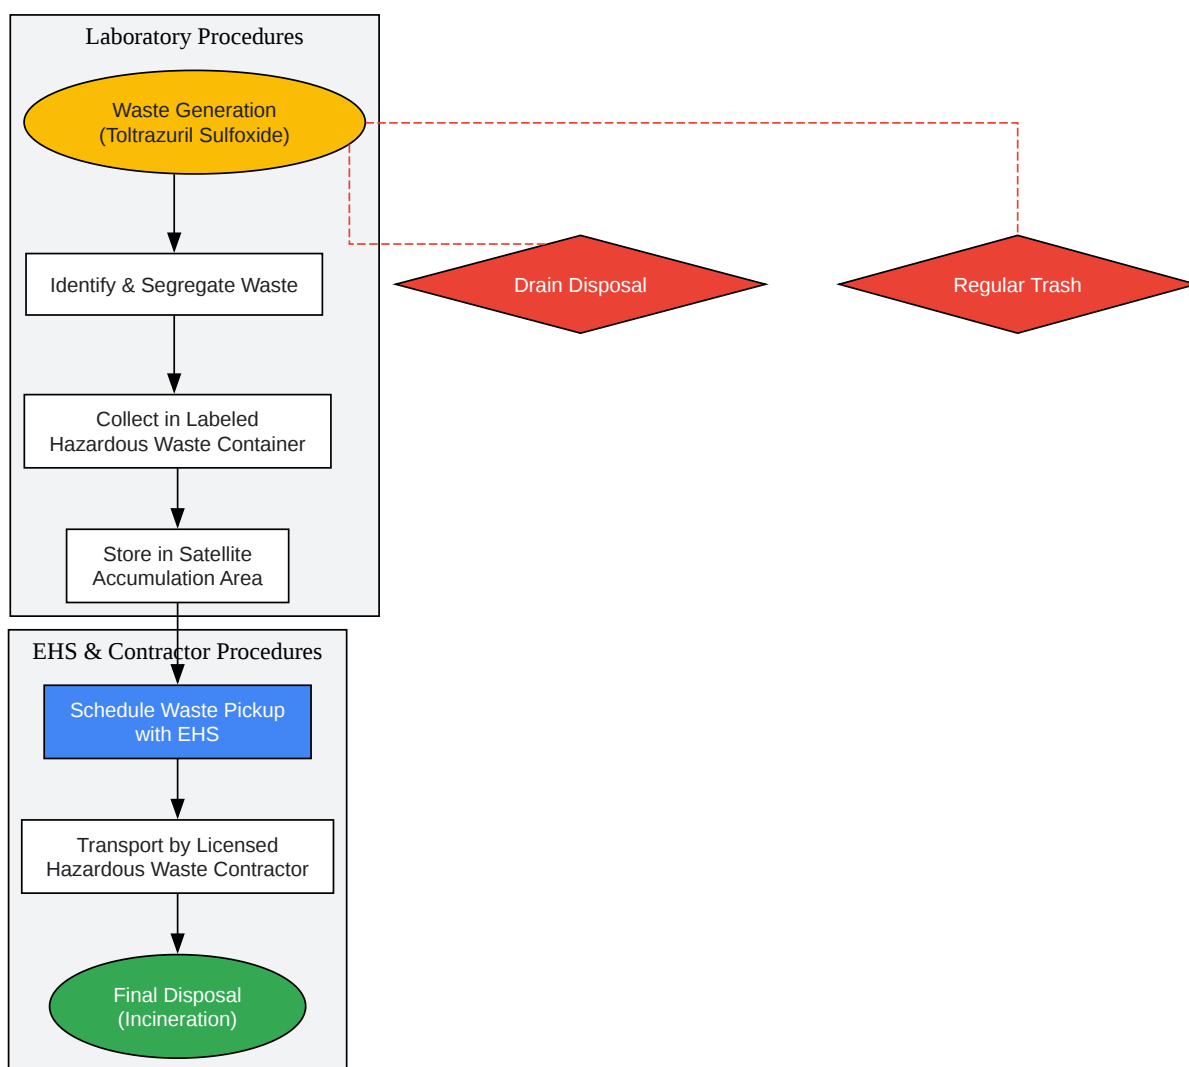 Laboratory Procedures
Waste Generation
(Toltrazuril Sulfoxide)
Identify & Segregate Waste
Drain Disposal
Regular Trash
Collect in Labeled
Hazardous Waste Container
Store in Satellite
Accumulation Area
EHS & Contractor Procedures
Schedule Waste Pickup
with EHS
Transport by Licensed
Hazardous Waste Contractor
Final Disposal
(Incineration)